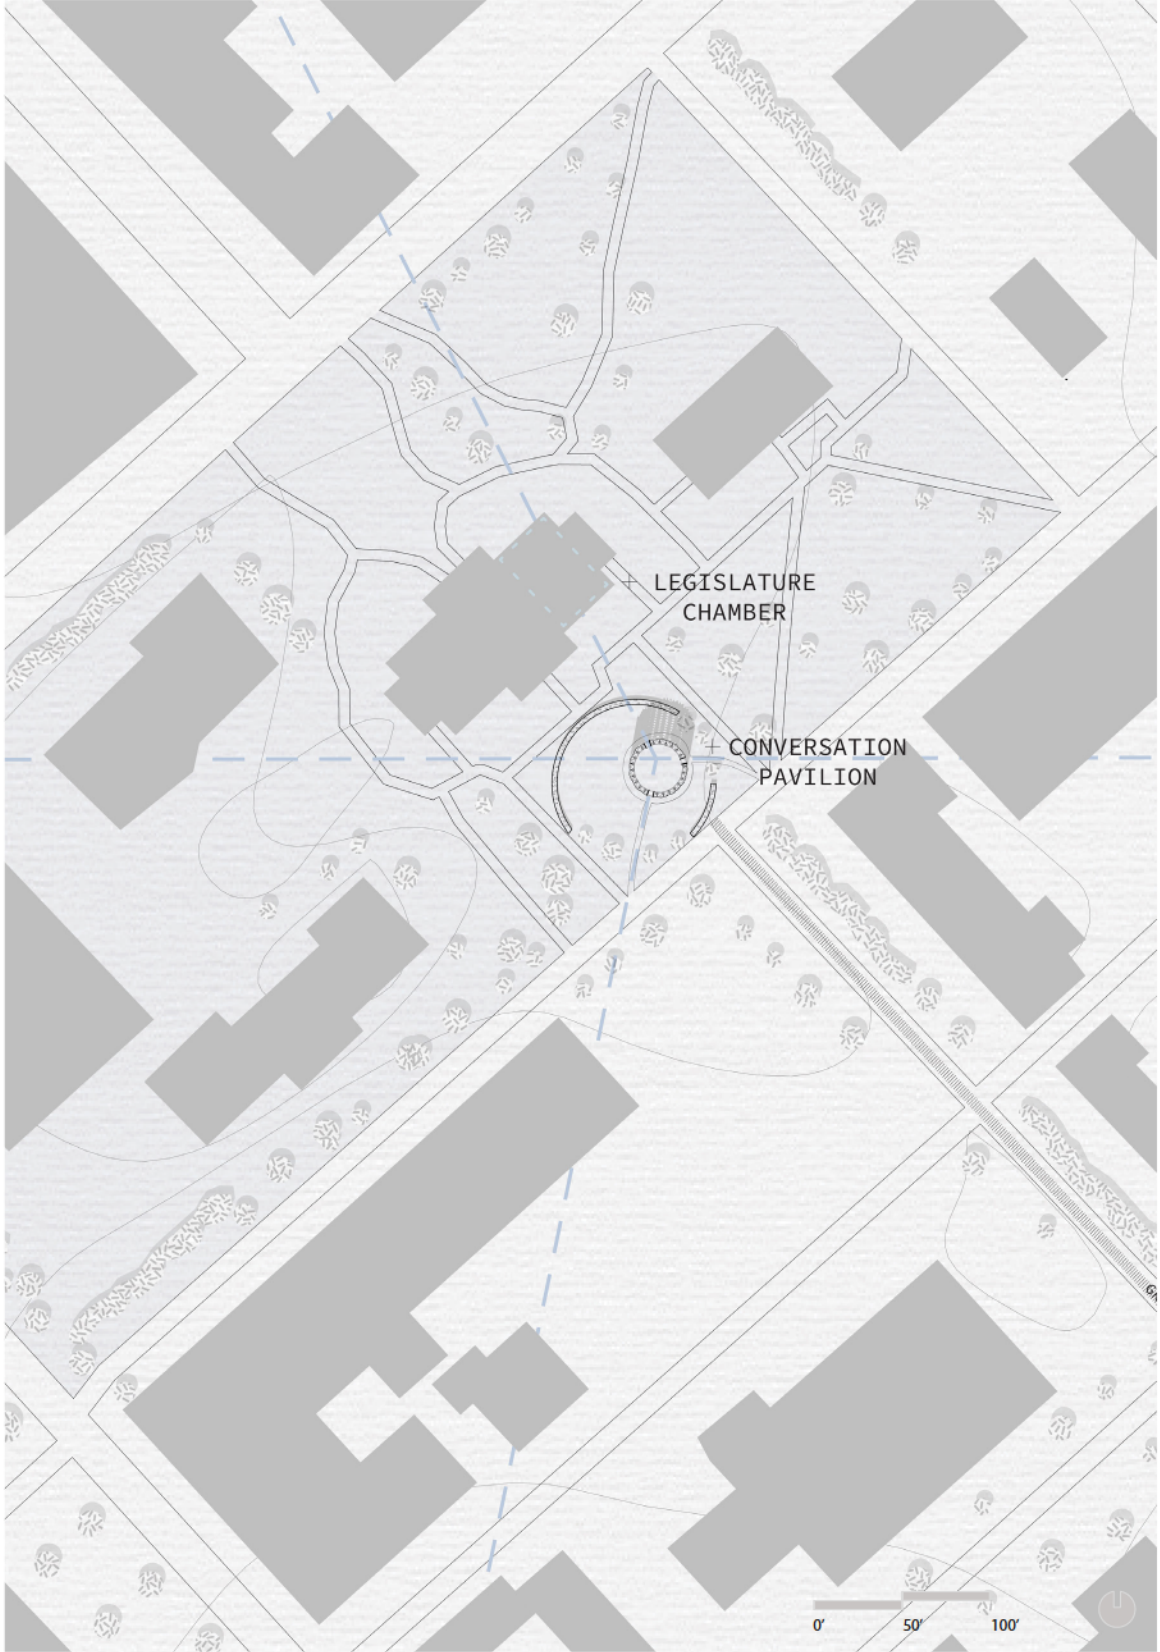 LEGISLATURE
CHAMBER
CONVERSATION
PAVILION
0'
50'
100'